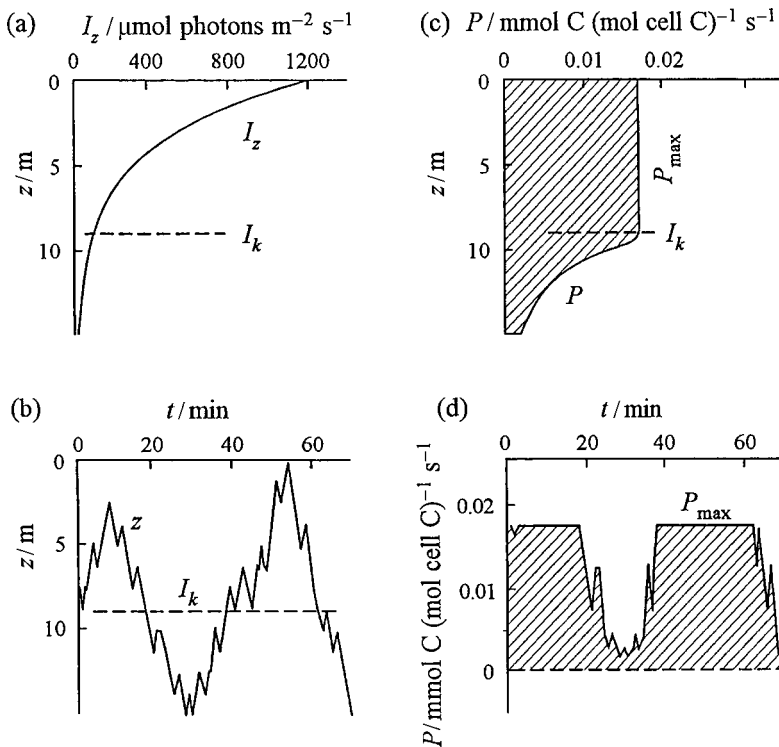 (a) I_z / μmol photons m⁻² s⁻¹
0 400 800 1200
0
5
10
z / m
I_z
I_k
(c) P / mmol C (mol cell C)⁻¹ s⁻¹
0 0.01 0.02
0
5
10
z / m
P_max
I_k
P
(b) t / min
0 20 40 60
0
5
10
z / m
z
I_k
(d) t / min
0 20 40 60
0.02
0.01
0
P / mmol C (mol cell C)⁻¹ s⁻¹
P_max